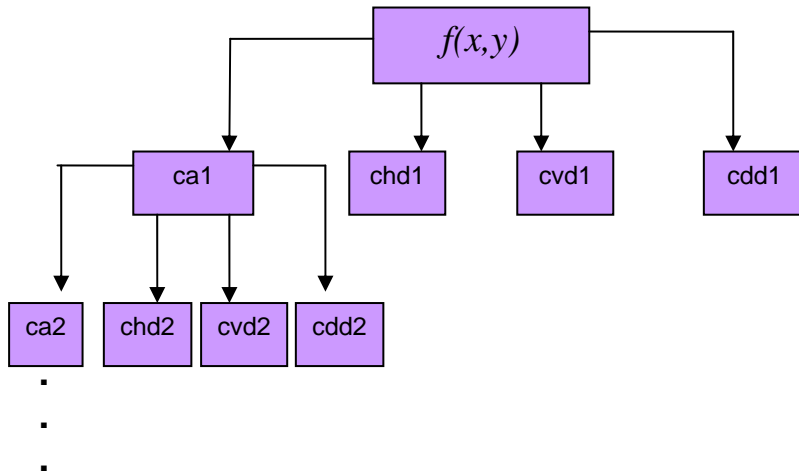 f(x,y)
ca1
chd1
cvd1
cdd1
ca2
chd2
cvd2
cdd2
.
.
.